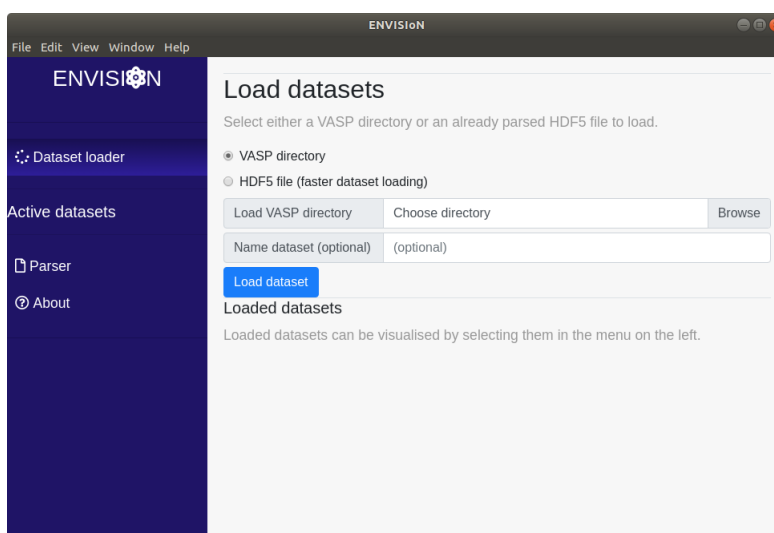 ENVISIoN
File Edit View Window Help
ENVISION
Dataset loader
Active datasets
Parser
About
Load datasets
Select either a VASP directory or an already parsed HDF5 file to load.
VASP directory
HDF5 file (faster dataset loading)
Load VASP directory Choose directory Browse
Name dataset (optional) (optional)
Load dataset
Loaded datasets
Loaded datasets can be visualised by selecting them in the menu on the left.